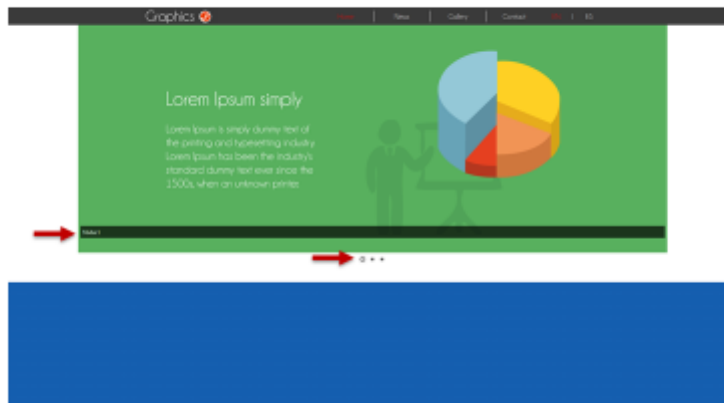 Graphics
News
Gallery
Contact
ES
Lorem Ipsum simply
Lorem Ipsum is simply dummy text of
the printing and typesetting industry
Lorem Ipsum has been the industry's
standard dummy text ever since the
1500s, when an unknown printer